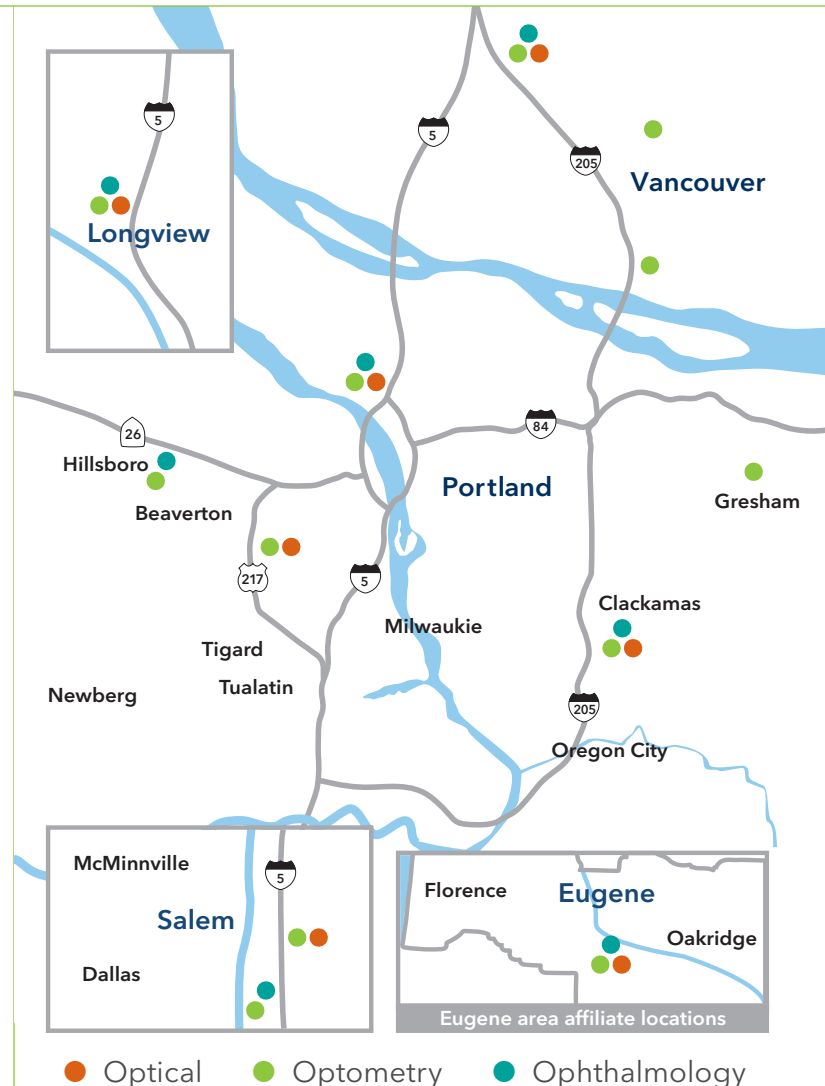 5
205
Vancouver
5
Longview
26
84
Hillsboro
Portland
Gresham
Beaverton
217
5
Clackamas
Milwaukie
Tigard
Tualatin
Newberg
205
Oregon City
McMinnville
5
Salem
Dallas
Florence
Eugene
Oakridge
Eugene area affiliate locations
Optical Optometry Ophthalmology